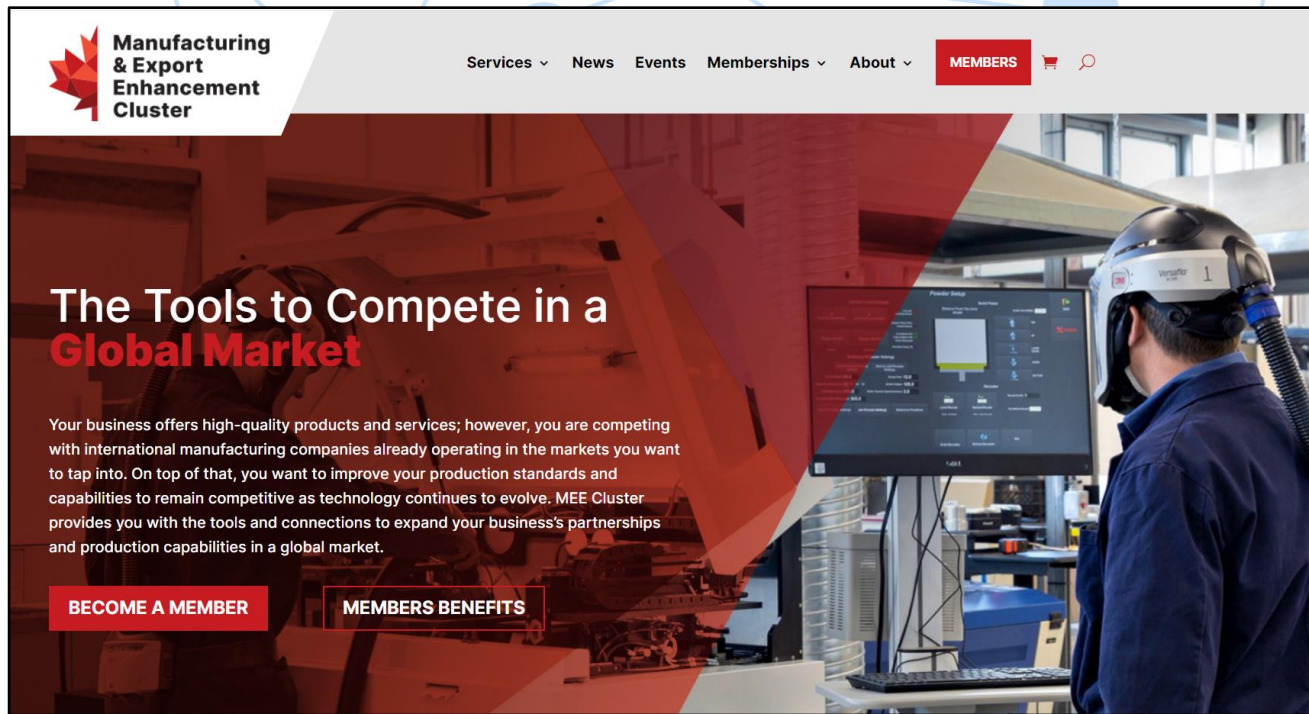 Manufacturing
& Export
Enhancement
Cluster
Services News Events Memberships About MEMBERS
The Tools to Compete in a
Global Market
Your business offers high-quality products and services; however, you are competing
with international manufacturing companies already operating in the markets you want
to tap into. On top of that, you want to improve your production standards and
capabilities to remain competitive as technology continues to evolve. MEE Cluster
provides you with the tools and connections to expand your business's partnerships
and production capabilities in a global market.
BECOME A MEMBER MEMBERS BENEFITS
Powder Setup
3M Versaflo 1